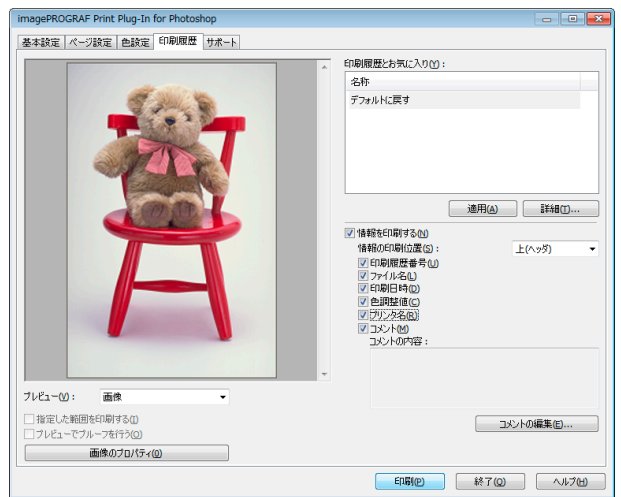 imagePROGRAF Print Plug-In for Photoshop
基本設定 ページ設定 色設定 印刷履歴 サポート
印刷履歴とお気に入り(Y)：
名称
デフォルトに戻す
適用(A) 詳細(T)...
情報を印刷する(N)
情報の印刷位置(S)： 上(ヘッダ)
印刷履歴番号(U)
ファイル名(L)
印刷日時(D)
色調整値(C)
プリンタ名(R)
コメント(M)
コメントの内容：
プレビュー(V)： 画像
指定した範囲を印刷する(I)
プレビューでプルーフを行う(O)
コメントの編集(E)...
画像のプロパティ(0)
印刷(P) 終了(Q) ヘルプ(H)